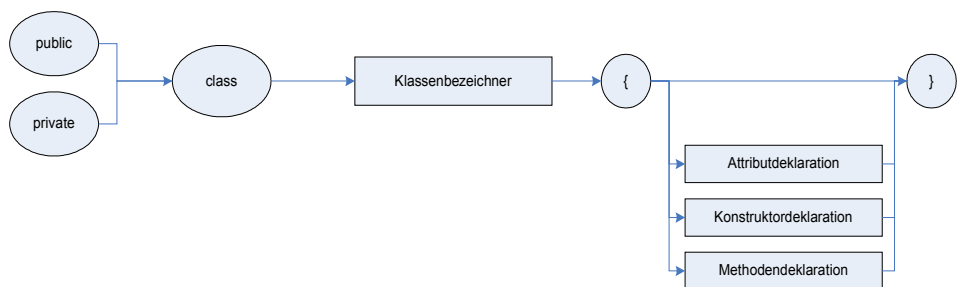 public
private
class
Klassenbezeichner
{
}
Attributdeklaration
Konstruktordeklaration
Methodendeklaration